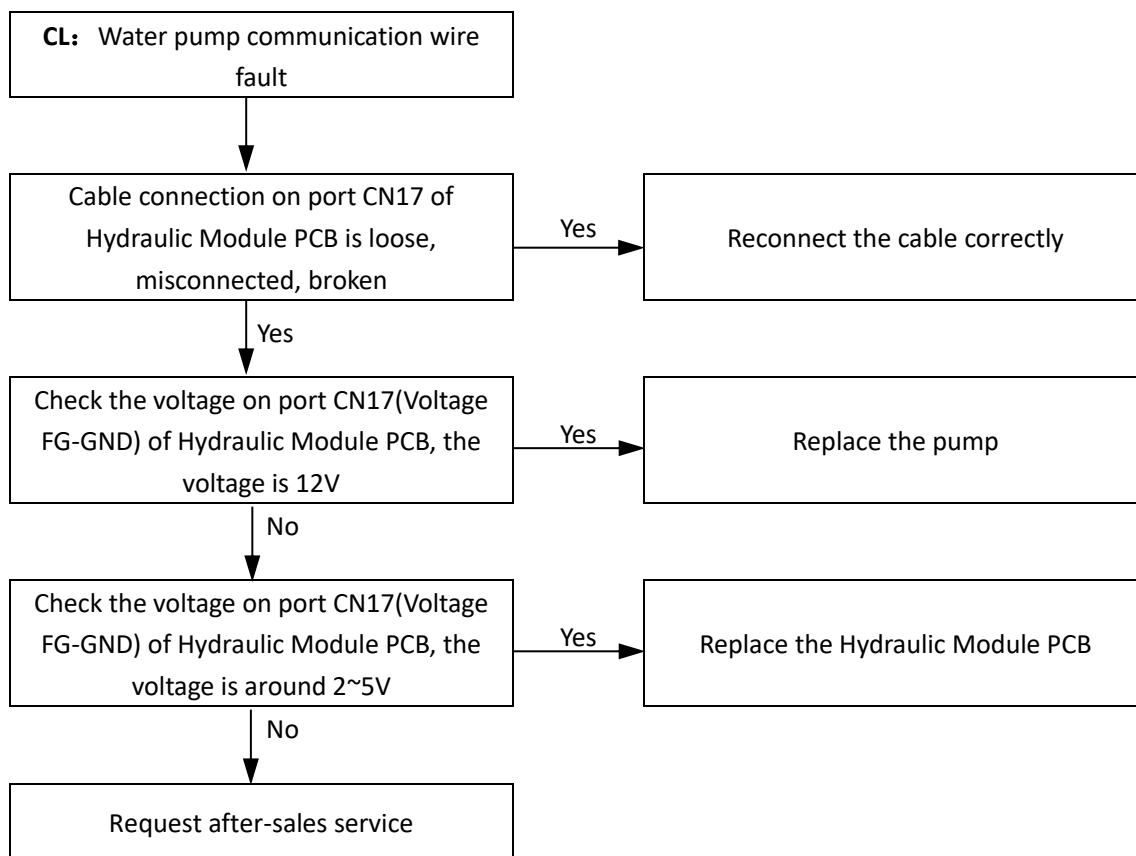 CL： Water pump communication wire
fault
Cable connection on port CN17 of
Hydraulic Module PCB is loose,
misconnected, broken
Yes
Reconnect the cable correctly
Yes
Check the voltage on port CN17(Voltage
FG-GND) of Hydraulic Module PCB, the
voltage is 12V
Yes
Replace the pump
No
Check the voltage on port CN17(Voltage
FG-GND) of Hydraulic Module PCB, the
voltage is around 2~5V
Yes
Replace the Hydraulic Module PCB
No
Request after-sales service